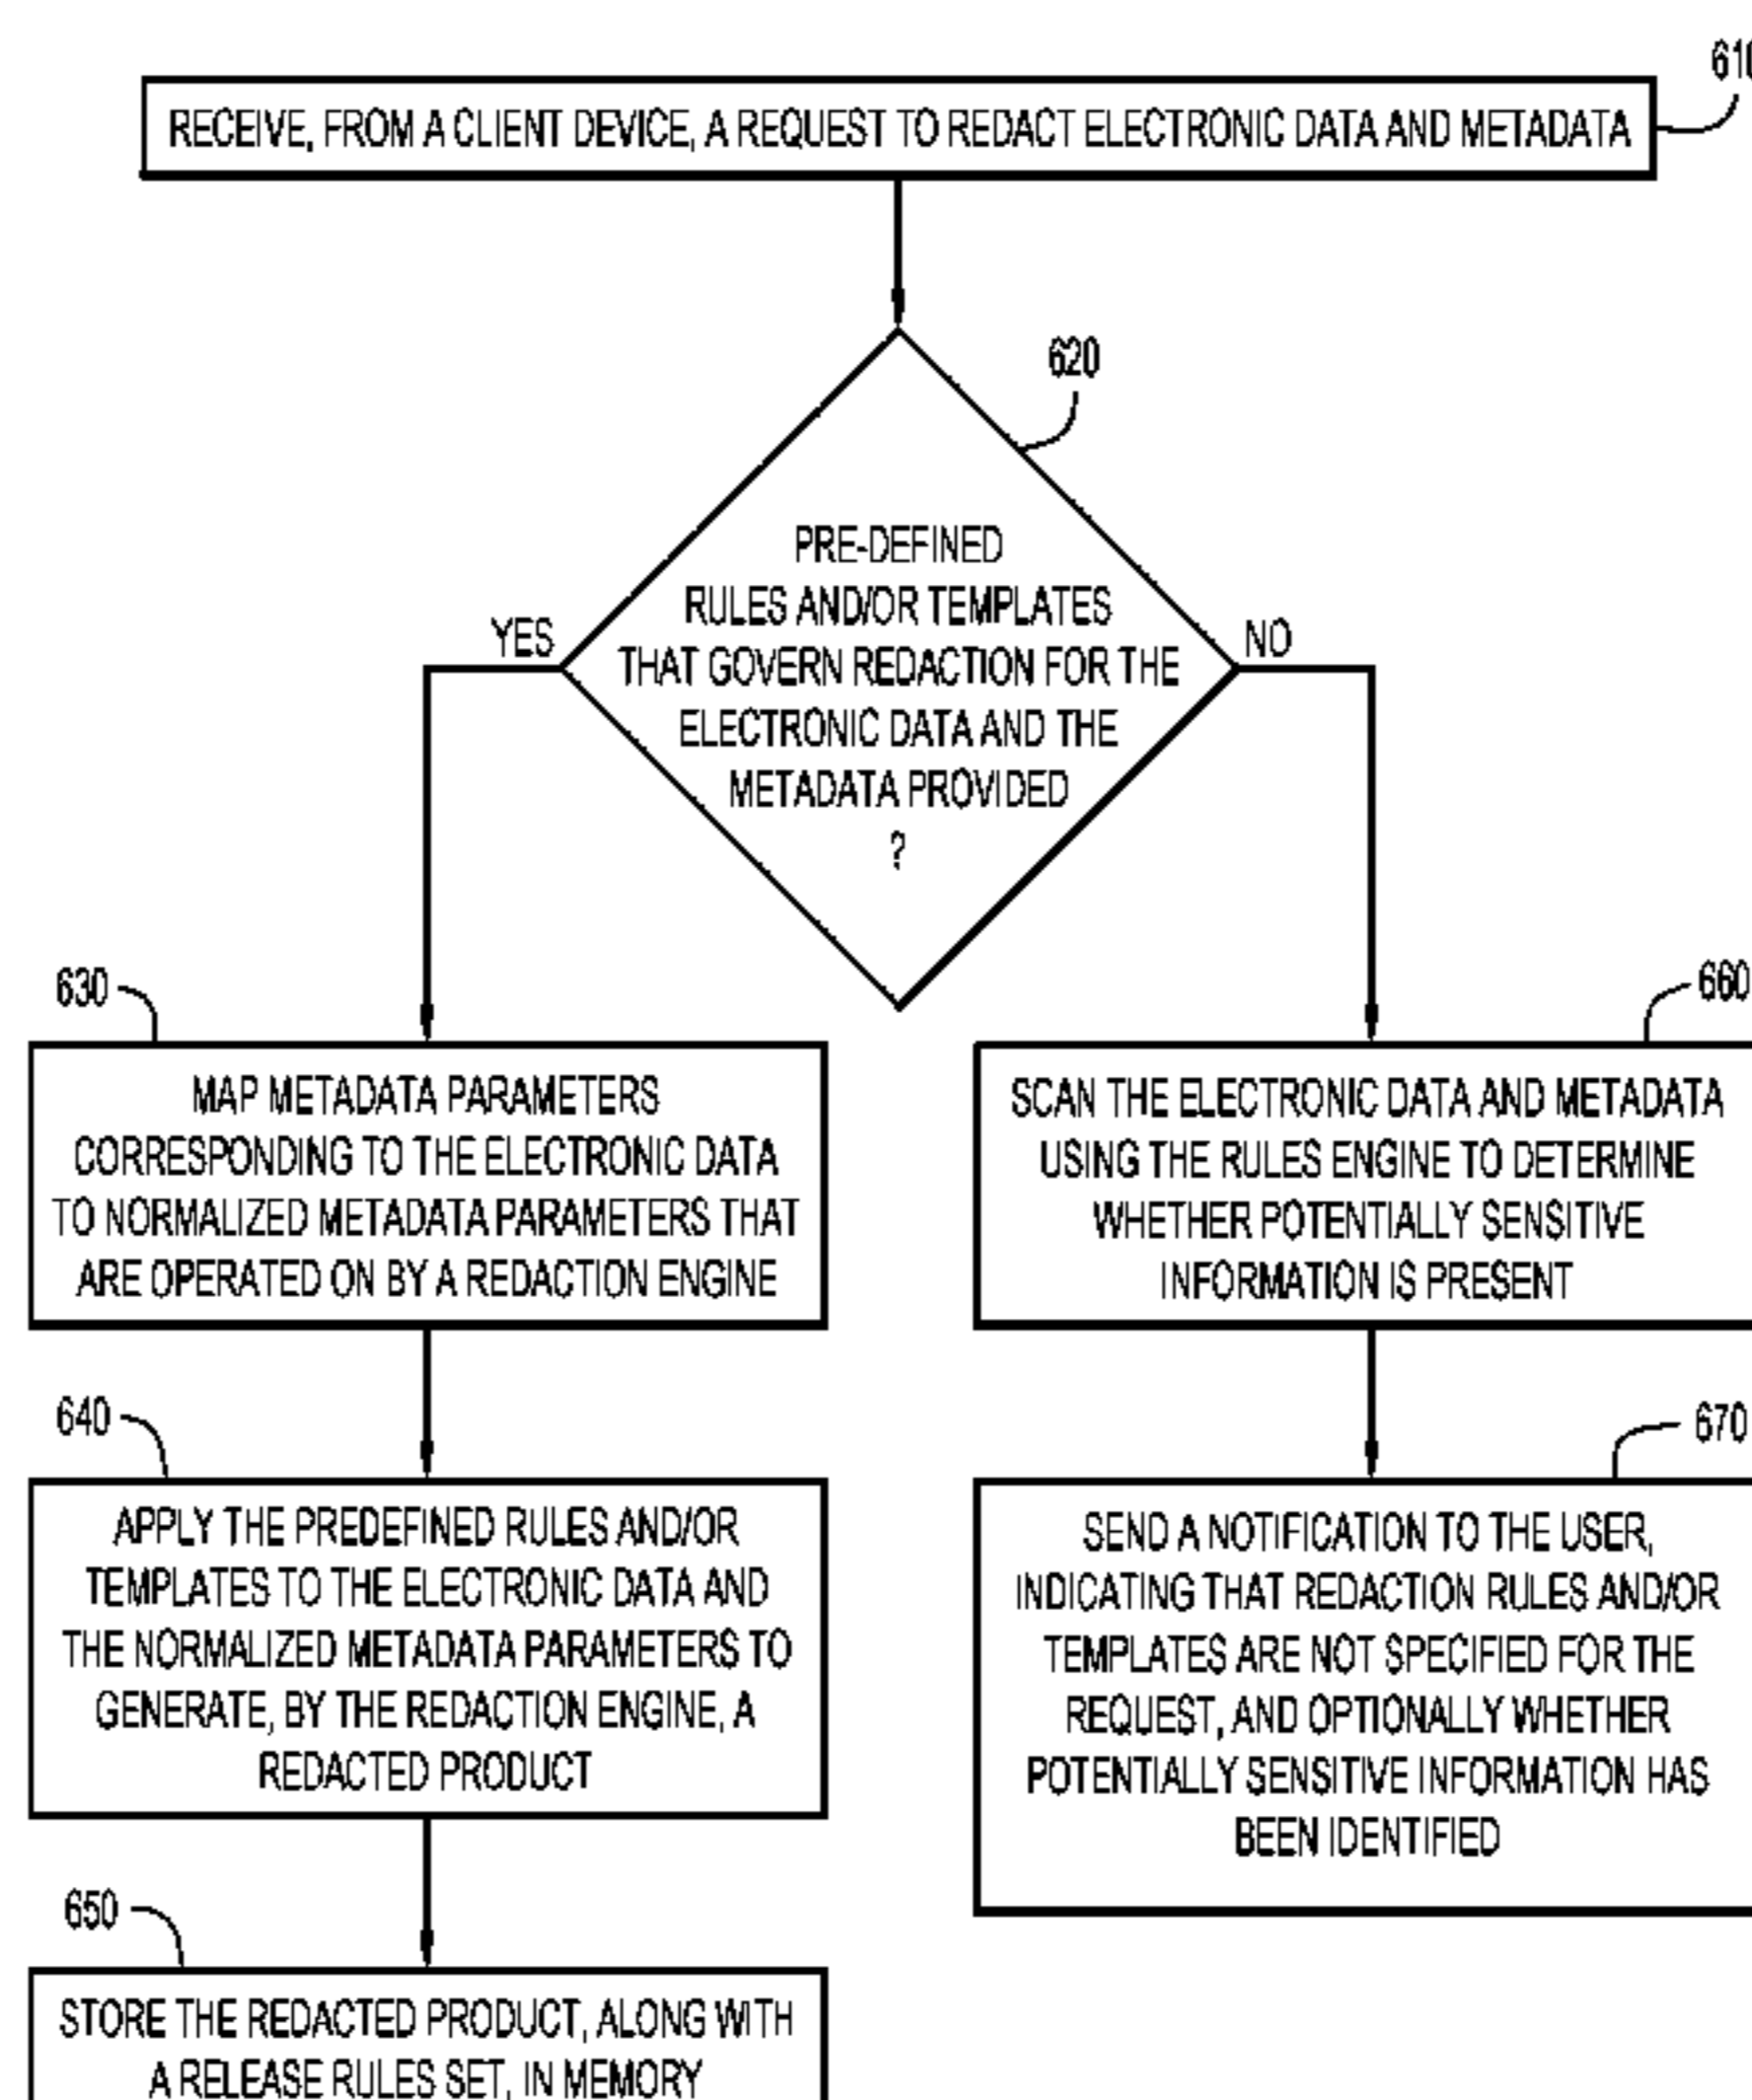 610
RECEIVE, FROM A CLIENT DEVICE, A REQUEST TO REDACT ELECTRONIC DATA AND METADATA
620
PRE-DEFINED
RULES AND/OR TEMPLATES
THAT GOVERN REDACTION FOR THE
ELECTRONIC DATA AND THE
METADATA PROVIDED
?
YES
NO
630
MAP METADATA PARAMETERS
CORRESPONDING TO THE ELECTRONIC DATA
TO NORMALIZED METADATA PARAMETERS THAT
ARE OPERATED ON BY A REDACTION ENGINE
640
APPLY THE PREDEFINED RULES AND/OR
TEMPLATES TO THE ELECTRONIC DATA AND
THE NORMALIZED METADATA PARAMETERS TO
GENERATE, BY THE REDACTION ENGINE, A
REDACTED PRODUCT
650
STORE THE REDACTED PRODUCT, ALONG WITH
A RELEASE RULES SET, IN MEMORY
660
SCAN THE ELECTRONIC DATA AND METADATA
USING THE RULES ENGINE TO DETERMINE
WHETHER POTENTIALLY SENSITIVE
INFORMATION IS PRESENT
670
SEND A NOTIFICATION TO THE USER,
INDICATING THAT REDACTION RULES AND/OR
TEMPLATES ARE NOT SPECIFIED FOR THE
REQUEST, AND OPTIONALLY WHETHER
POTENTIALLY SENSITIVE INFORMATION HAS
BEEN IDENTIFIED